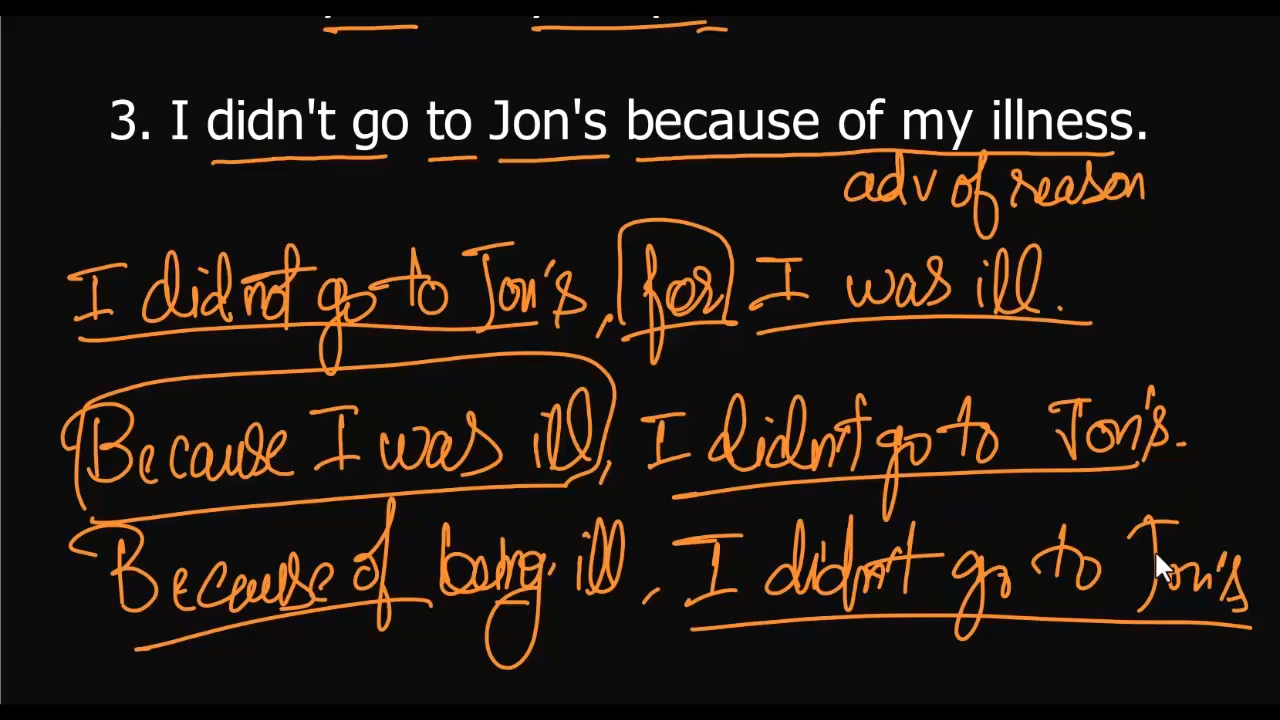 3. I didn't go to Jon's because of my illness.
adv of reason
I did not go to Jon's, for I was ill.
Because I was ill, I didn't go to Jon's.
Because of being ill, I didn't go to Jon's